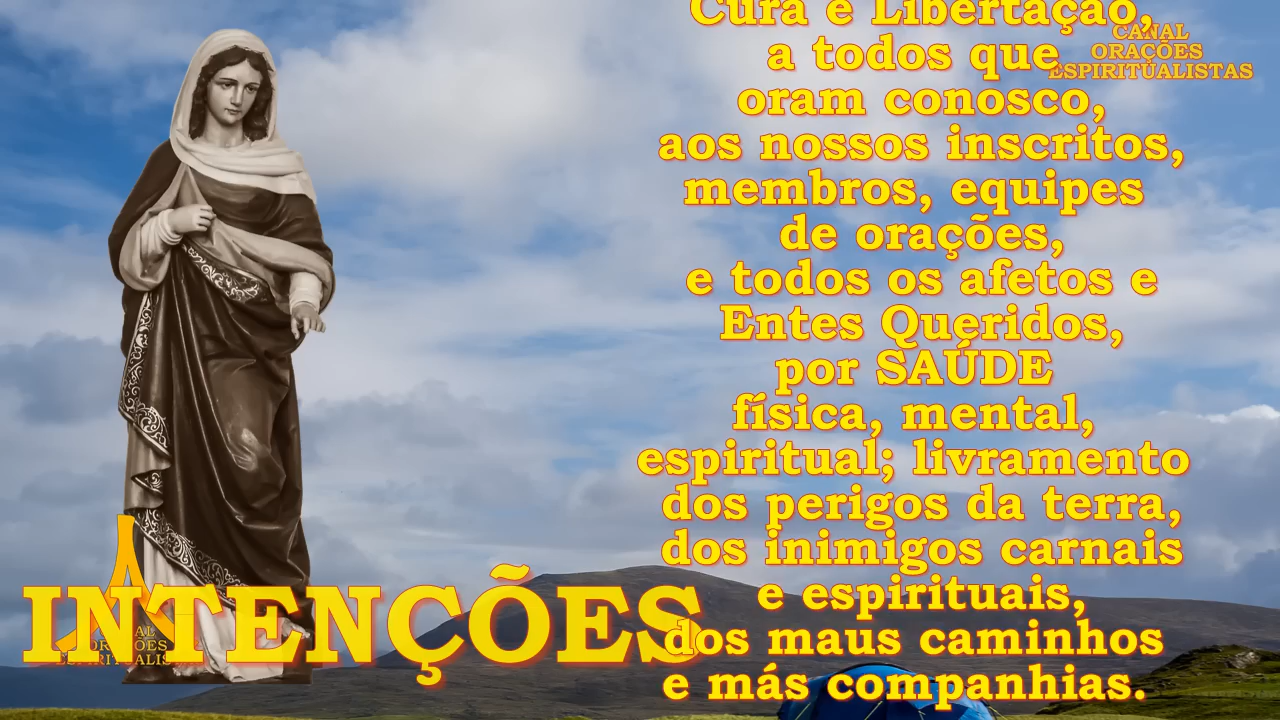 Cura e Libertação,
a todos que
oram conosco,
aos nossos inscritos,
membros, equipes
de orações,
e todos os afetos e
Entes Queridos,
por SAÚDE
física, mental,
espiritual; livramento
dos perigos da terra,
dos inimigos carnais
e espirituais,
dos maus caminhos
e más companhias.
CANAL
ORAÇÕES
ESPIRITUALISTAS
INTENÇÕES